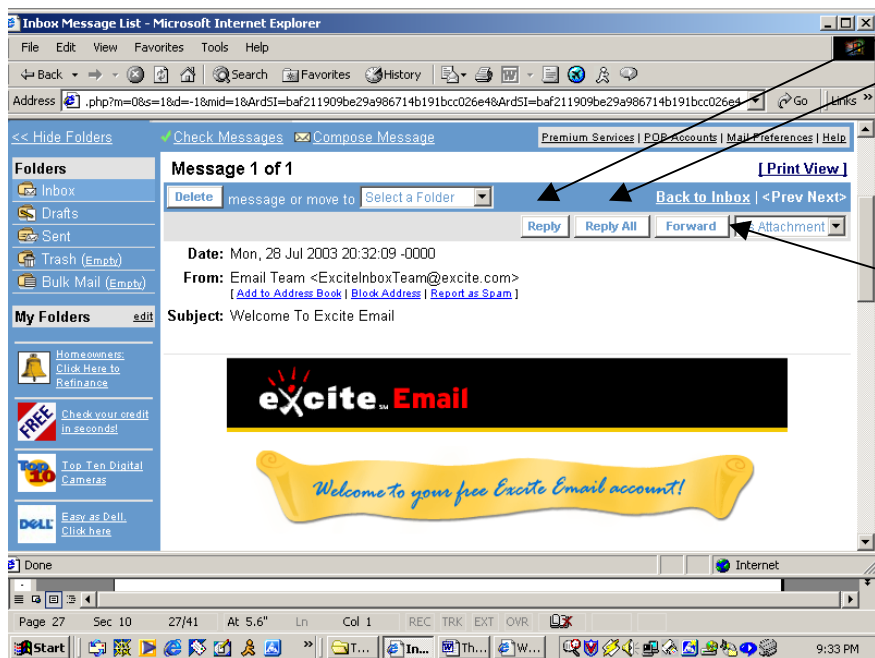 Inbox Message List - Microsoft Internet Explorer
File Edit View Favorites Tools Help
Back Search Favorites History
Address .php?m=0&s=1&d=-1&mid=1&ArdSI=baf211909be29a986714b191bcc026e4&ArdSI=baf211909be29a986714b191bcc026e4 Go Links »
<< Hide Folders Check Messages Compose Message Premium Services | POP Accounts | Mail Preferences | Help
Folders
Inbox
Drafts
Sent
Trash (Empty)
Bulk Mail (Empty)
My Folders edit
Homeowners:
Click Here to
Refinance
FREE
Check your credit
in seconds!
Top 10
Top Ten Digital
Cameras
DELL
Easy as Dell.
Click here
Message 1 of 1 [ Print View ]
Delete message or move to Select a Folder Back to Inbox | <Prev Next>
Reply Reply All Forward As Attachment
Date: Mon, 28 Jul 2003 20:32:09 -0000
From: Email Team <ExciteInboxTeam@excite.com>
[ Add to Address Book | Block Address | Report as Spam ]
Subject: Welcome To Excite Email
excite SM Email
Welcome to your free Excite Email account!
Done Internet
Page 27 Sec 10 27/41 At 5.6" Ln Col 1 REC TRK EXT OVR
Start » T... In... Th... W... 9:33 PM